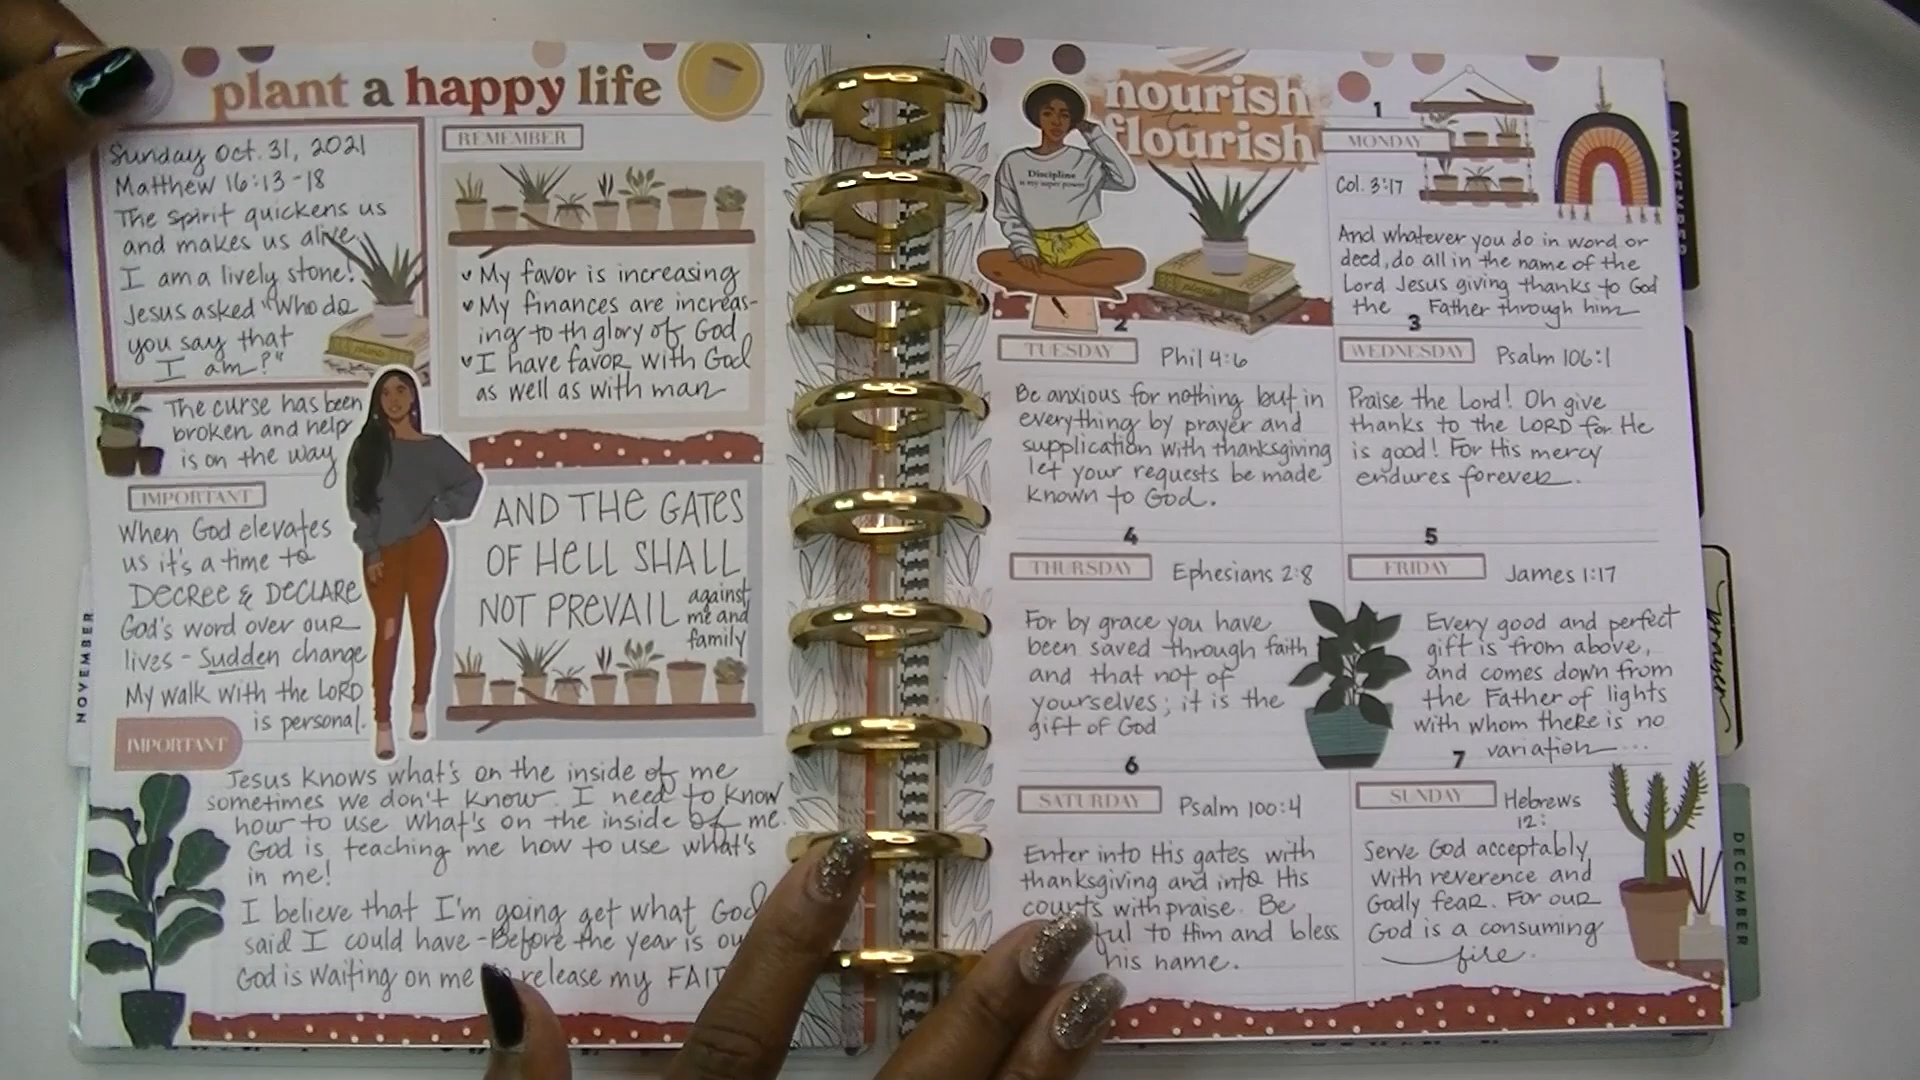 plant a happy life
Sunday Oct. 31, 2021
Matthew 16:13-18
The Spirit quickens us
and makes us alive.
I am a lively stone!
Jesus asked "Who do
you say that
I am?"
The curse has been
broken and help
is on the way
IMPORTANT
When God elevates
us it's a time to
DECREE & DECLARE
God's word over our
lives - Sudden change
My walk with the LORD
is personal.
REMEMBER
My favor is increasing
My finances are increas-
ing to th glory of God
I have favor with God
as well as with man
AND THE GATES
OF HELL SHALL
NOT PREVAIL against
me and
family
IMPORTANT
Jesus knows what's on the inside of me
sometimes we don't know. I need to know
how to use what's on the inside of me.
God is teaching me how to use what's
in me!
I believe that I'm going get what God
said I could have - Before the year is
God is waiting on me release my
NOVEMBER
nourish
to
flourish
Discipline
is my super power
1
MONDAY
Col. 3:17
And whatever you do in word or
deed, do all in the name of the
Lord Jesus giving thanks to God
the Father through him
2
TUESDAY Phil 4:6
Be anxious for nothing but in
everything by prayer and
supplication with thanksgiving
let your requests be made
known to God.
3
WEDNESDAY Psalm 106:1
Praise the Lord! Oh give
thanks to the LORD for He
is good! For His mercy
endures forever.
4
THURSDAY Ephesians 2:8
For by grace you have
been saved through faith
and that not of
yourselves; it is the
gift of God
5
FRIDAY James 1:17
Every good and perfect
gift is from above,
and comes down from
the Father of lights
with whom there is no
variation ...
6
SATURDAY Psalm 100:4
Enter into His gates with
thanksgiving and into His
courts with praise. Be
ful to Him and bless
his name.
7
SUNDAY Hebrews
12:
Serve God acceptably
with reverence and
Godly fear. For our
God is a consuming
fire.
NOVEMBER
prayer
DECEMBER